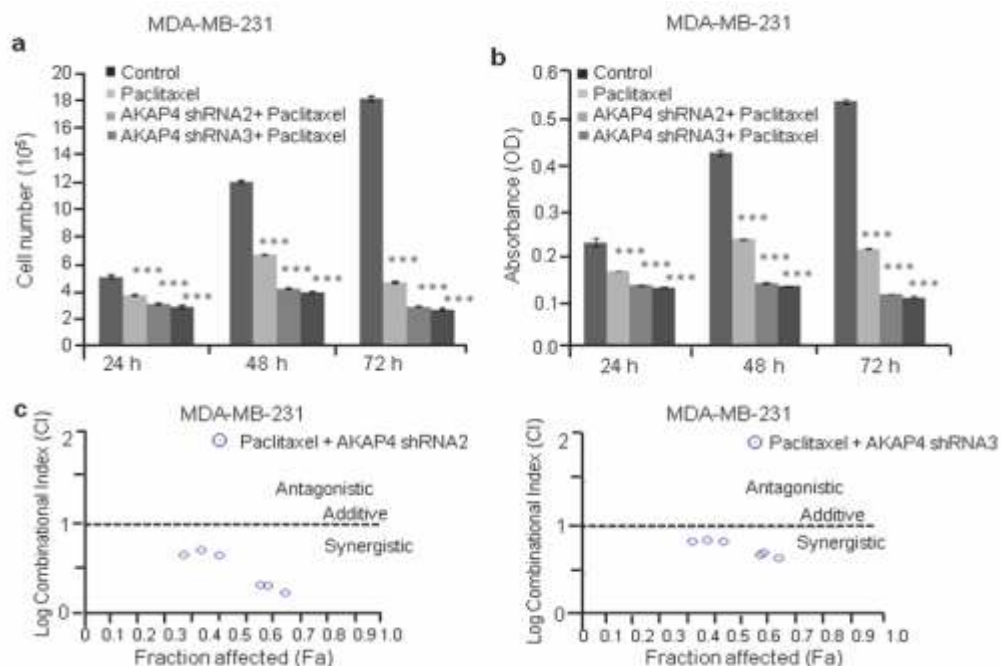 MDA-MB-231
a
Cell number (10⁵)
20
18
16
14
12
10
8
6
4
2
0
Control
Paclitaxel
AKAP4 shRNA2+ Paclitaxel
AKAP4 shRNA3+ Paclitaxel
***
***
***
***
***
***
***
***
***
24 h
48 h
72 h
MDA-MB-231
b
Absorbance (OD)
0.6
0.5
0.4
0.3
0.2
0.1
0.0
Control
Paclitaxel
AKAP4 shRNA2+ Paclitaxel
AKAP4 shRNA3+ Paclitaxel
***
***
***
***
***
***
***
***
***
24 h
48 h
72 h
c
MDA-MB-231
Log Combinational Index (CI)
2
1
0
Paclitaxel + AKAP4 shRNA2
Antagonistic
Additive
Synergistic
0 0.1 0.2 0.3 0.4 0.5 0.6 0.7 0.8 0.9 1.0
Fraction affected (Fa)
MDA-MB-231
Log Combinational Index (CI)
2
1
0
Paclitaxel + AKAP4 shRNA3
Antagonistic
Additive
Synergistic
0 0.1 0.2 0.3 0.4 0.5 0.6 0.7 0.8 0.9 1.0
Fraction affected (Fa)